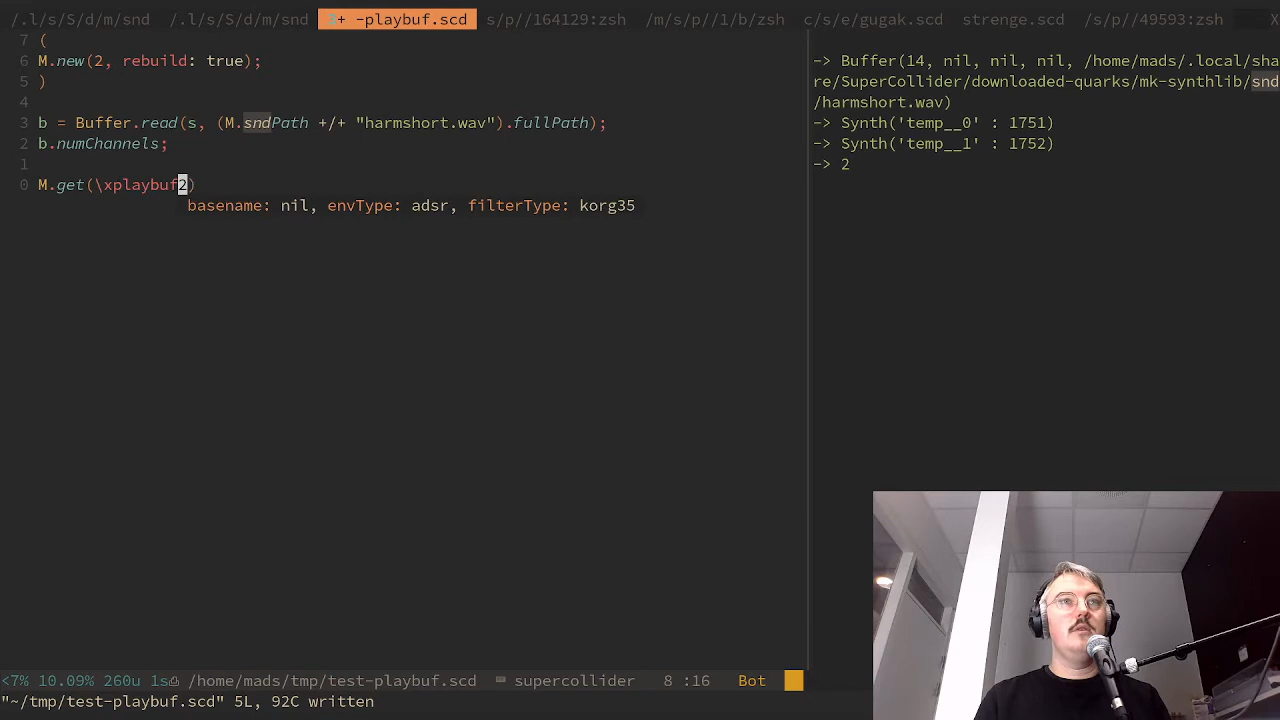 /.l/s/S/d/m/snd /.l/s/S/d/m/snd ?+ -playbuf.scd s/p//164129:zsh /m/s/p//1/b/zsh c/s/e/gugak.scd strenge.scd /s/p//49593:zsh X
7 (
6 M.new(2, rebuild: true);
5 )
4
3 b = Buffer.read(s, (M.sndPath +/+ "harmshort.wav").fullPath);
2 b.numChannels;
1
0 M.get(\xplaybuf2)
basename: nil, envType: adsr, filterType: korg35
-> Buffer(14, nil, nil, nil, /home/mads/.local/sha
re/SuperCollider/downloaded-quarks/mk-synthlib/snd
/harmshort.wav)
-> Synth('temp__0' : 1751)
-> Synth('temp__1' : 1752)
-> 2
<7% 10.09% 260u 1s /home/mads/tmp/test-playbuf.scd supercollider 8 :16 Bot
"~/tmp/test-playbuf.scd" 5L, 92C written